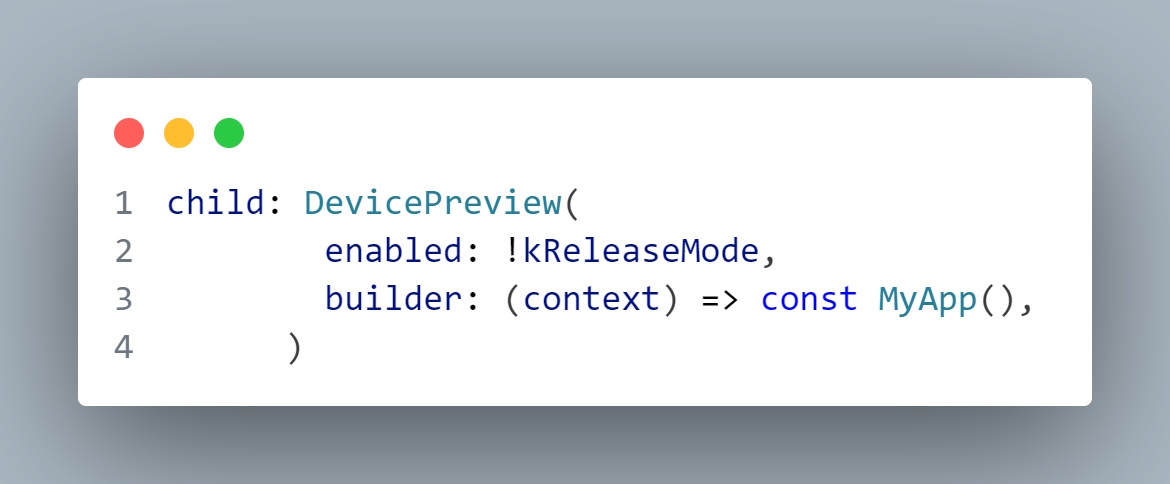 1 child: DevicePreview(
2         enabled: !kReleaseMode,
3         builder: (context) => const MyApp(),
4       )